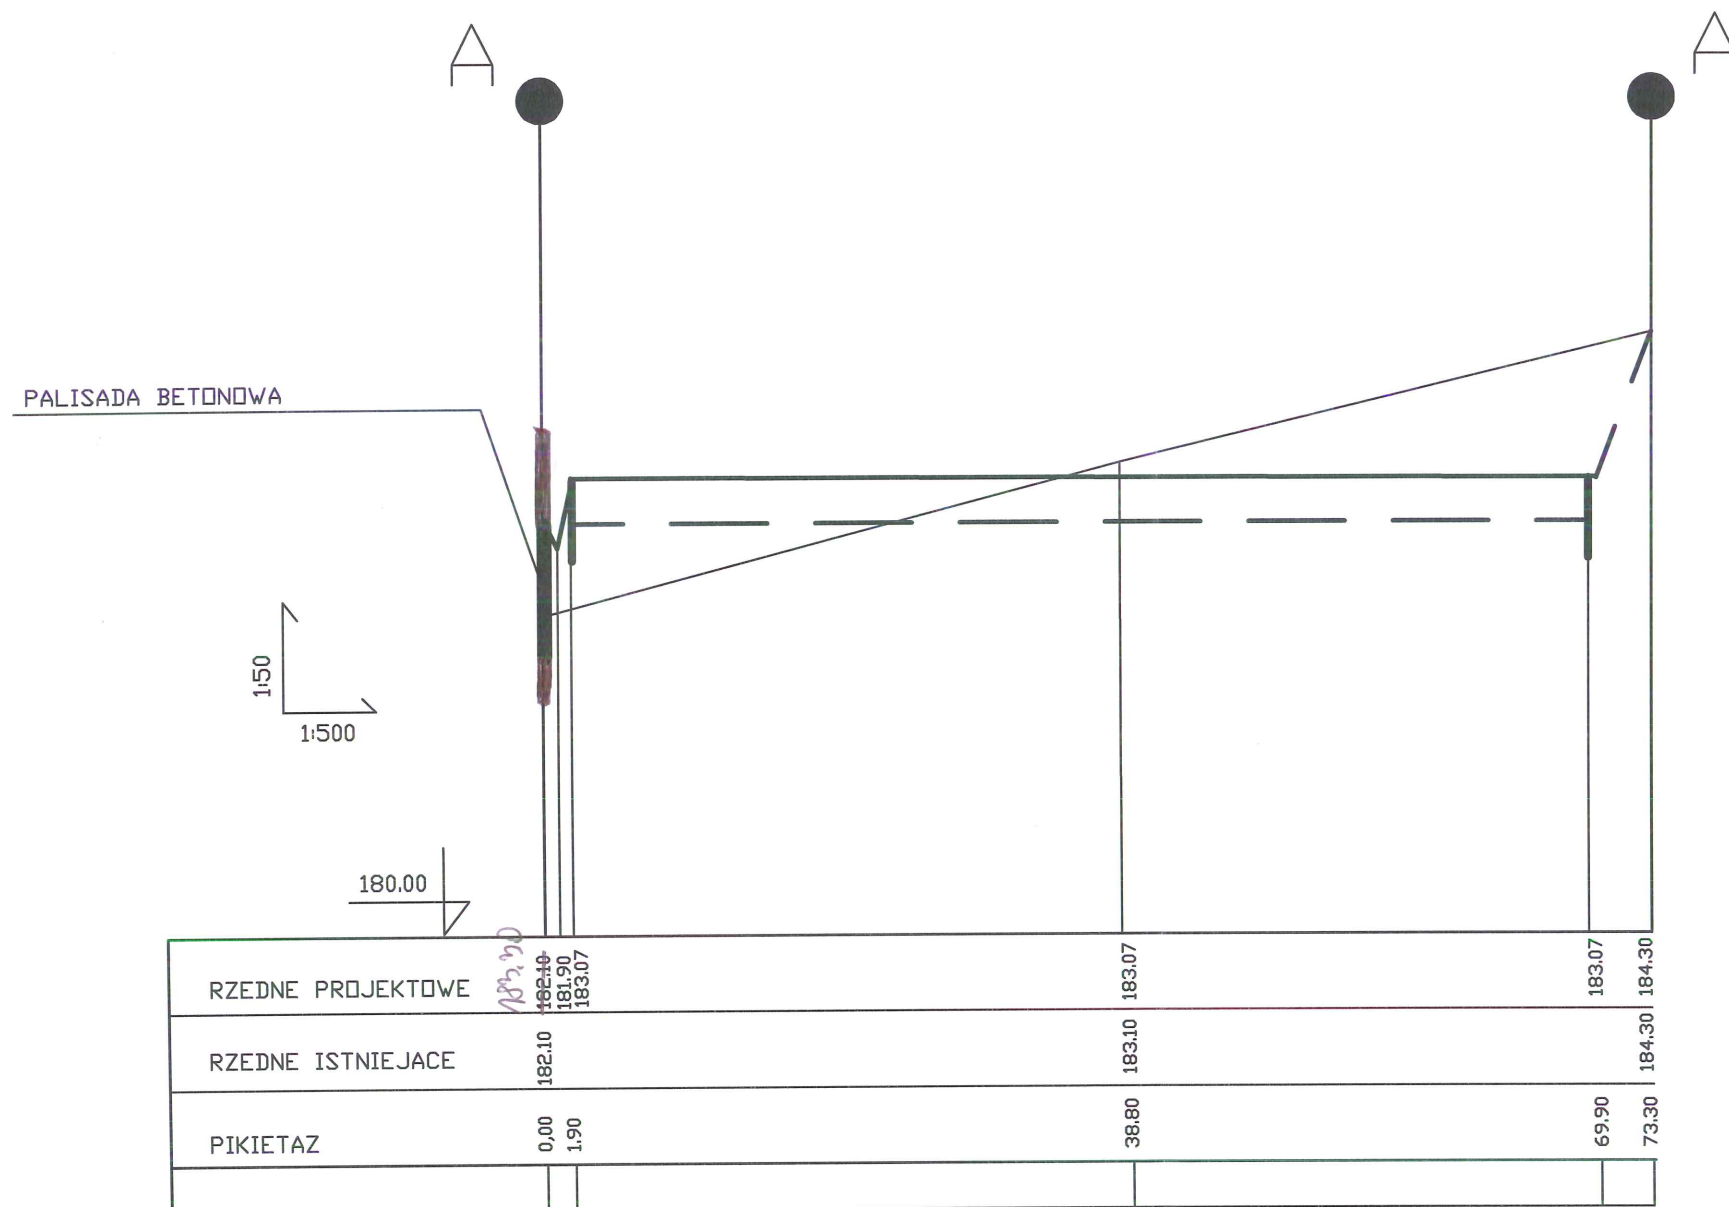 A A
PALISADA BETONOWA
1:50
1:500
180.00
RZEDNE PROJEKTOWE 182.10 181.90 183.07 183.07 183.07 184.30
RZEDNE ISTNIEJACE 182.10 183.10 184.30
PIKIETAZ 0,00 1.90 38.80 69.90 73.30